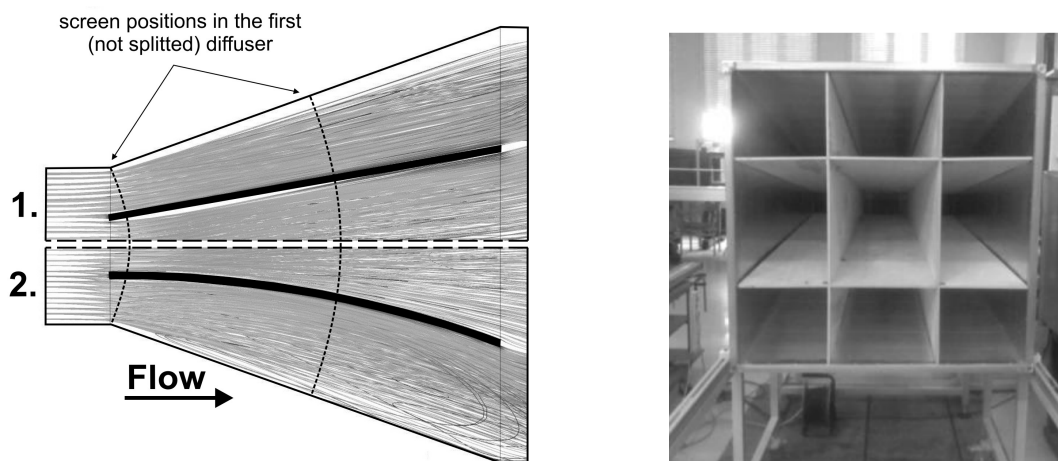 screen positions in the first
(not splitted) diffuser
1.
2.
Flow